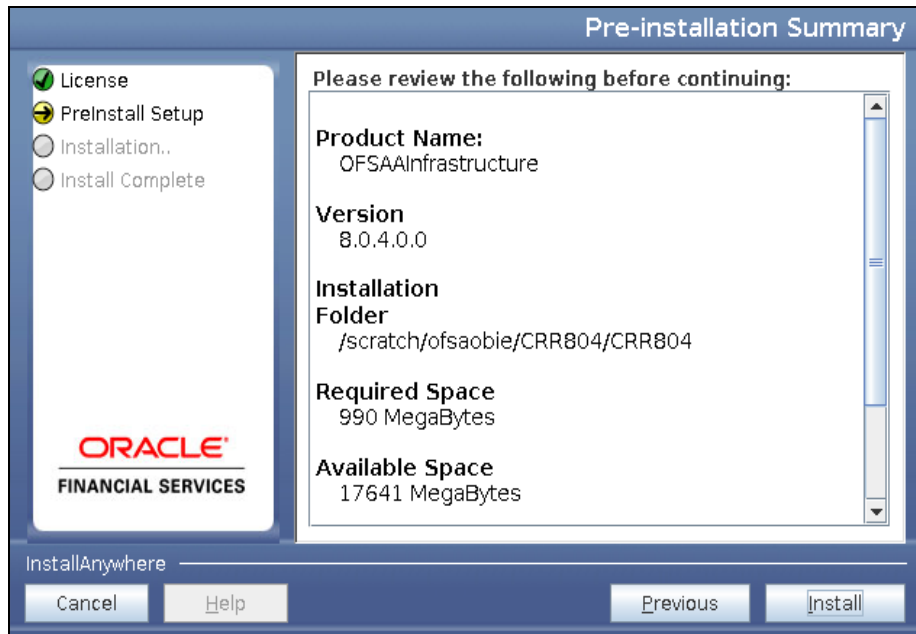 Pre-installation Summary
License
PreInstall Setup
Installation..
Install Complete
ORACLE
FINANCIAL SERVICES
Please review the following before continuing:
Product Name:
OFSAAInfrastructure
Version
8.0.4.0.0
Installation
Folder
/scratch/ofsaobie/CRR804/CRR804
Required Space
990 MegaBytes
Available Space
17641 MegaBytes
InstallAnywhere
Cancel
Help
Previous
Install